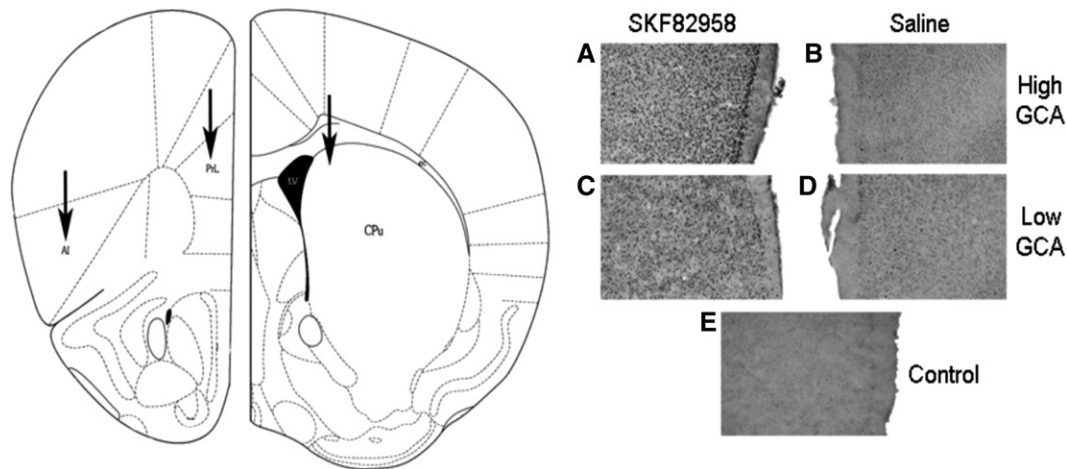 PrL
AI
LV
CPu
SKF82958
Saline
A
B
High
GCA
C
D
Low
GCA
E
Control